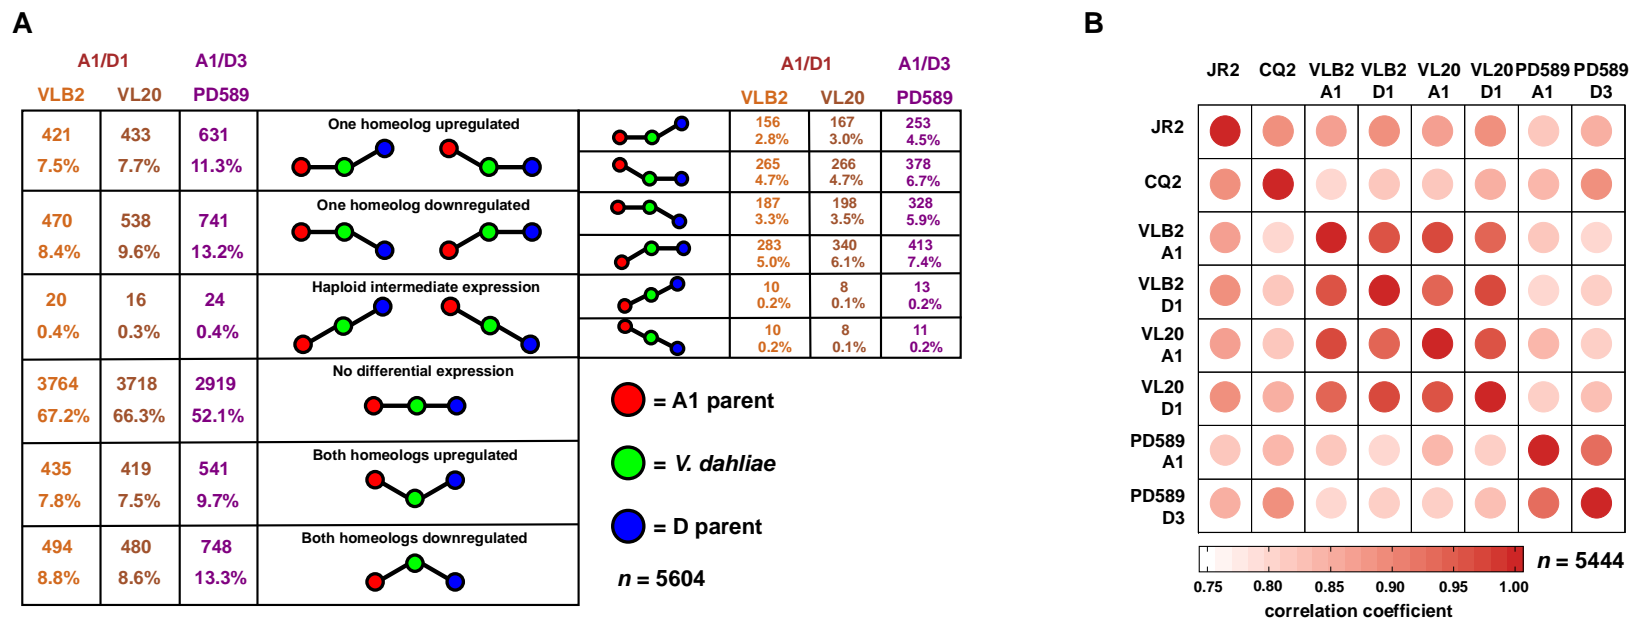 A
A1/D1 A1/D3
VLB2 VL20 PD589
421 433 631
7.5% 7.7% 11.3%
One homeolog upregulated
470 538 741
8.4% 9.6% 13.2%
One homeolog downregulated
20 16 24
0.4% 0.3% 0.4%
Haploid intermediate expression
3764 3718 2919
67.2% 66.3% 52.1%
No differential expression
435 419 541
7.8% 7.5% 9.7%
Both homeologs upregulated
494 480 748
8.8% 8.6% 13.3%
Both homeologs downregulated
A1/D1 A1/D3
VLB2 VL20 PD589
156 167 253
2.8% 3.0% 4.5%
265 266 378
4.7% 4.7% 6.7%
187 198 328
3.3% 3.5% 5.9%
283 340 413
5.0% 6.1% 7.4%
10 8 13
0.2% 0.1% 0.2%
10 8 11
0.2% 0.1% 0.2%
= A1 parent
= V. dahliae
= D parent
n = 5604
B
JR2 CQ2 VLB2 VLB2 VL20 VL20 PD589 PD589
A1 D1 A1 D1 A1 D3
JR2
CQ2
VLB2
A1
VLB2
D1
VL20
A1
VL20
D1
PD589
A1
PD589
D3
0.75 0.80 0.85 0.90 0.95 1.00
correlation coefficient
n = 5444